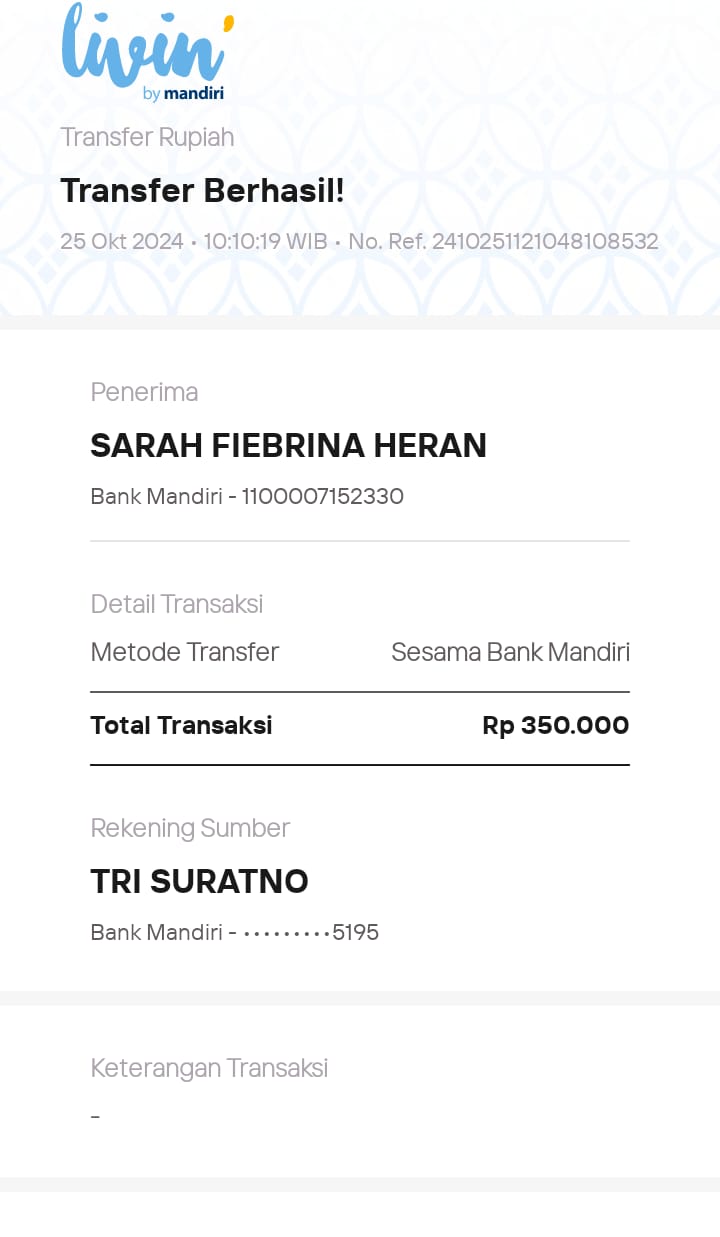 livin'
by mandiri
Transfer Rupiah
Transfer Berhasil!
25 Okt 2024 • 10:10:19 WIB • No. Ref. 2410251121048108532
Penerima
SARAH FIEBRINA HERAN
Bank Mandiri - 1100007152330
Detail Transaksi
Metode Transfer Sesama Bank Mandiri
Total Transaksi Rp 350.000
Rekening Sumber
TRI SURATNO
Bank Mandiri - •••••••••5195
Keterangan Transaksi
-